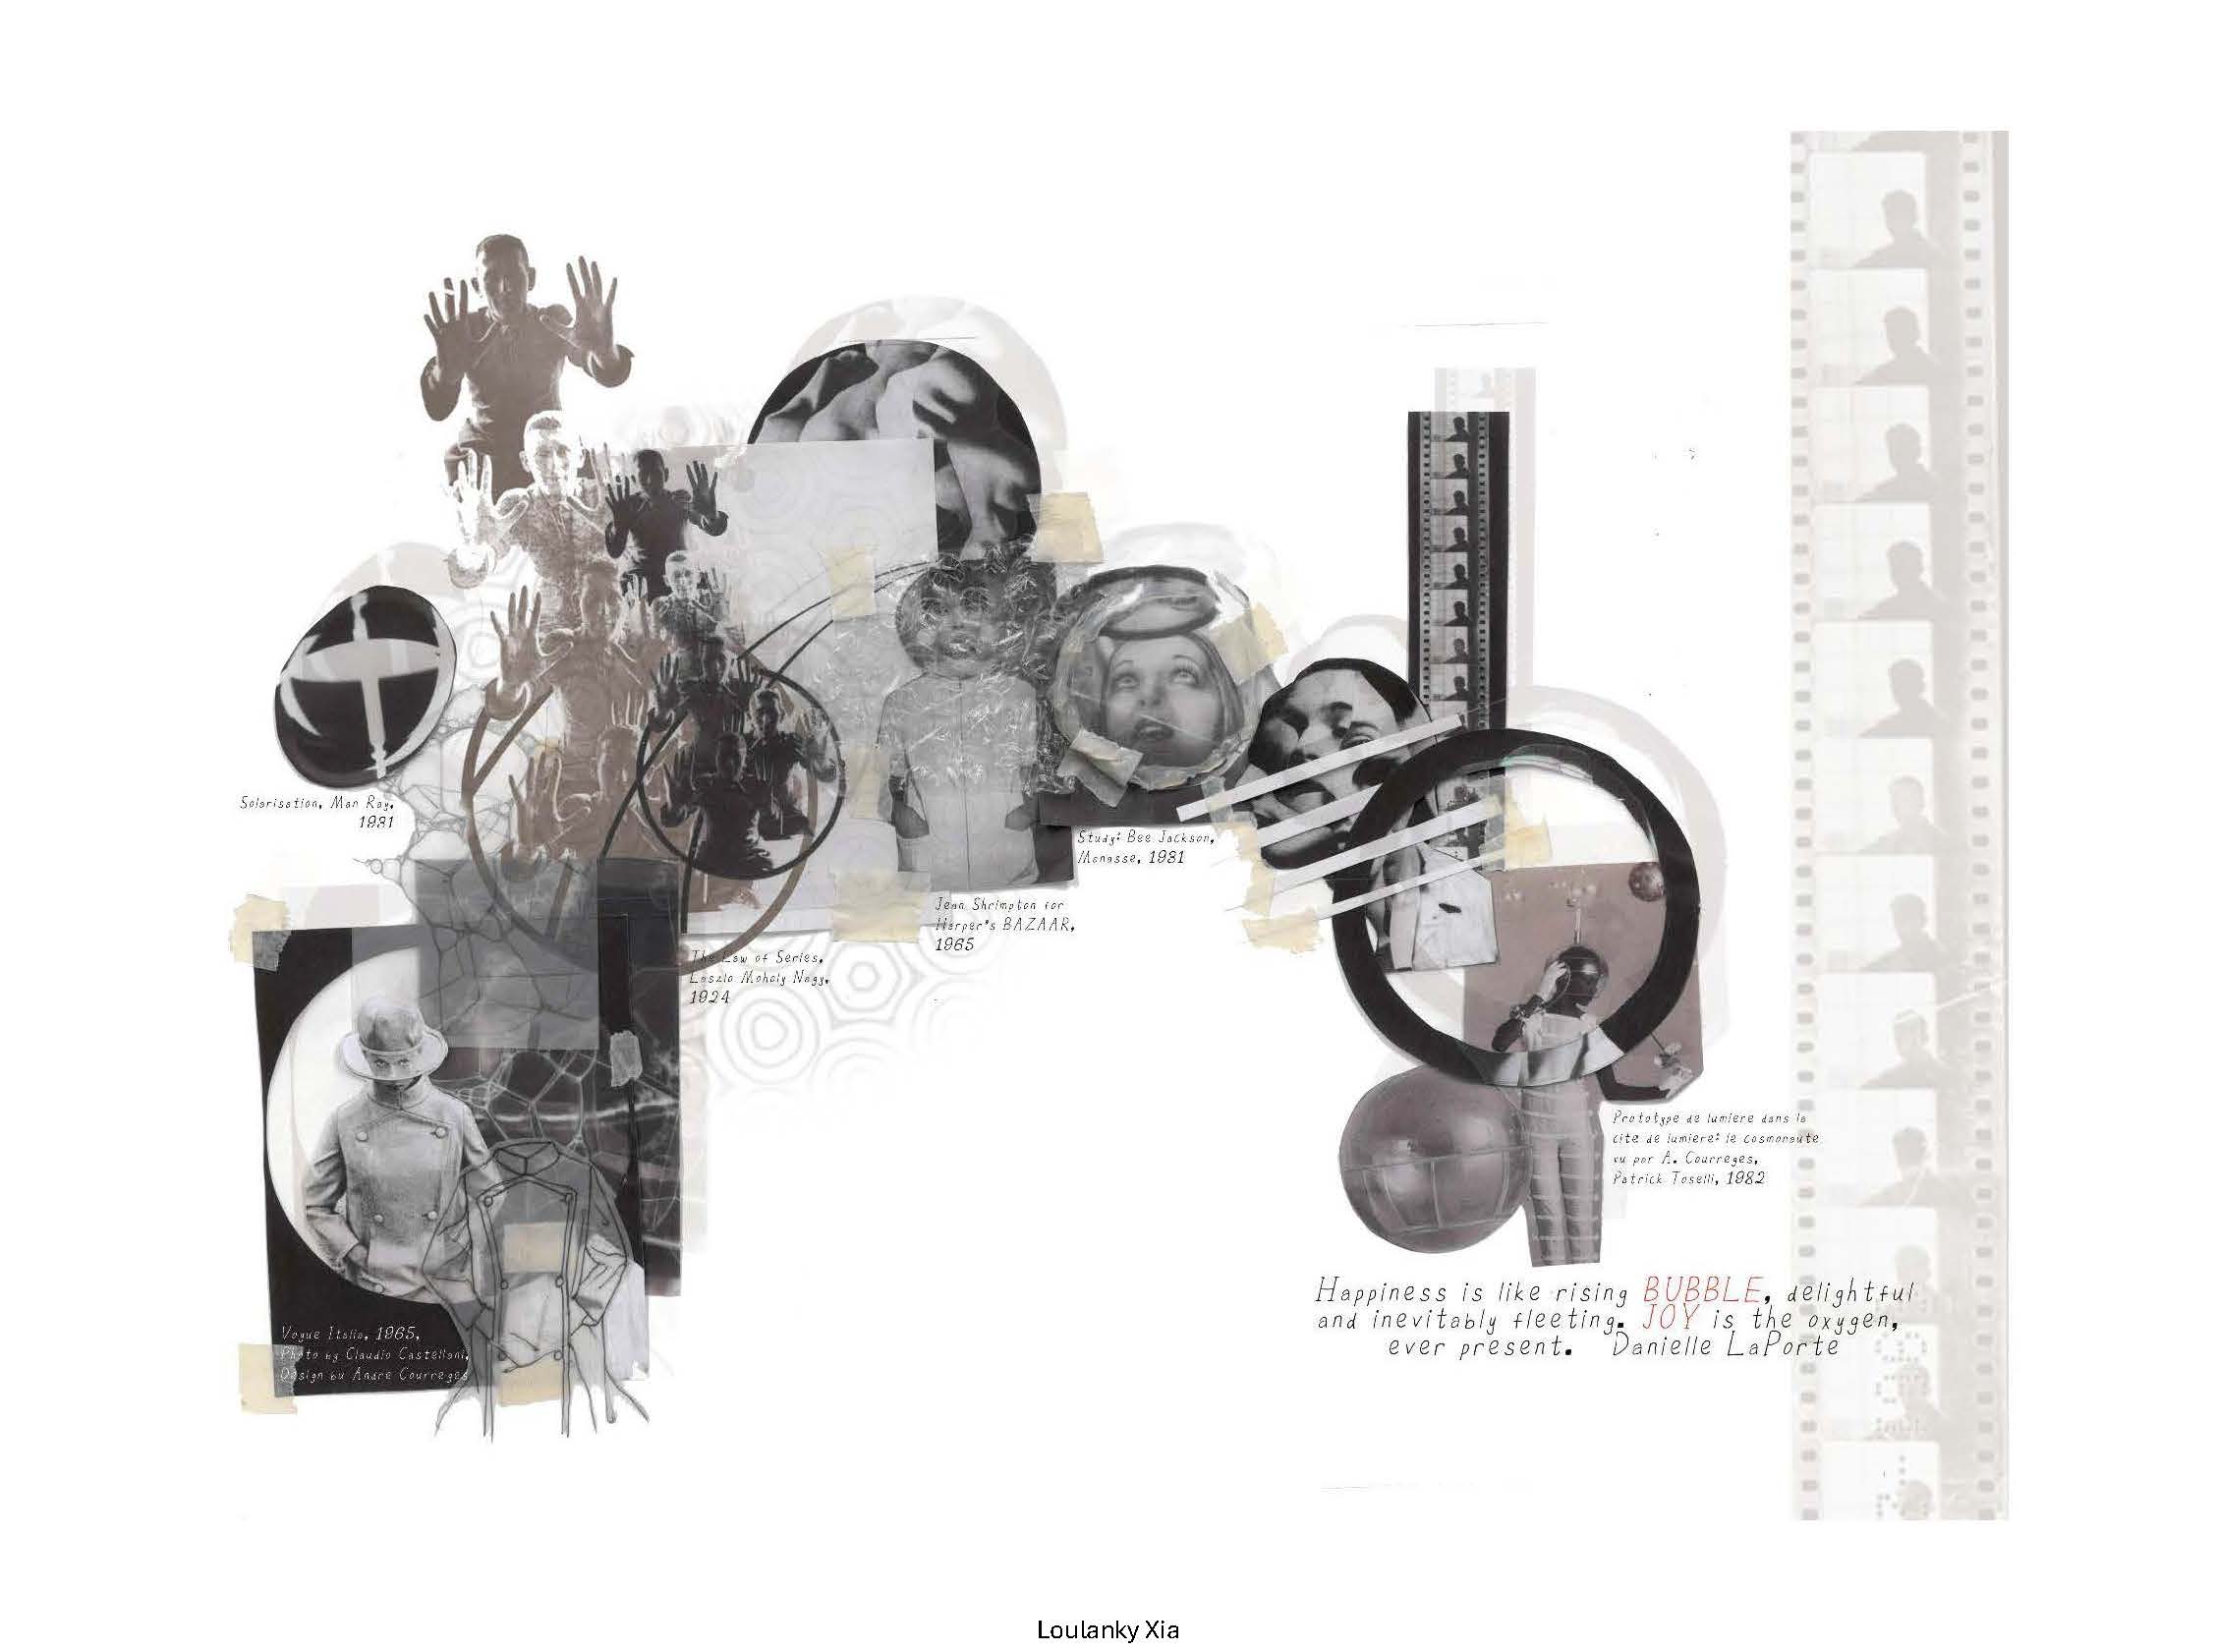 Solarisation, Man Ray,
1931
Study: Bee Jackson,
Manasse, 1931
Jean Shrimpton for
Harper's BAZAAR,
1965
The Law of Series,
Laszlo Moholy Nagy,
1924
Prototype de lumiere dans la
cite de lumiere: le cosmonaute
vu par A. Courreges,
Patrick Toselli, 1982
Happiness is like rising BUBBLE, delightful
and inevitably fleeting. JOY is the oxygen,
ever present. Danielle LaPorte
Vogue Italia, 1965,
Photo by Claudio Castellani,
Design by Andre Courreges
Loulanky Xia